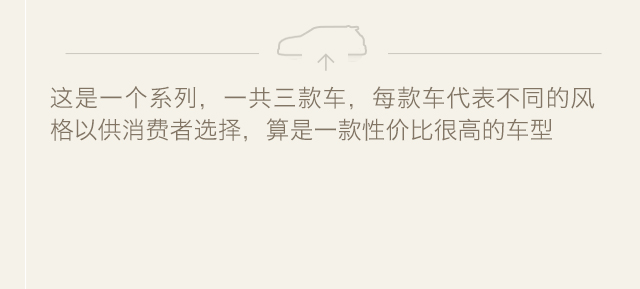 这是一个系列，一共三款车，每款车代表不同的风
格以供消费者选择，算是一款性价比很高的车型